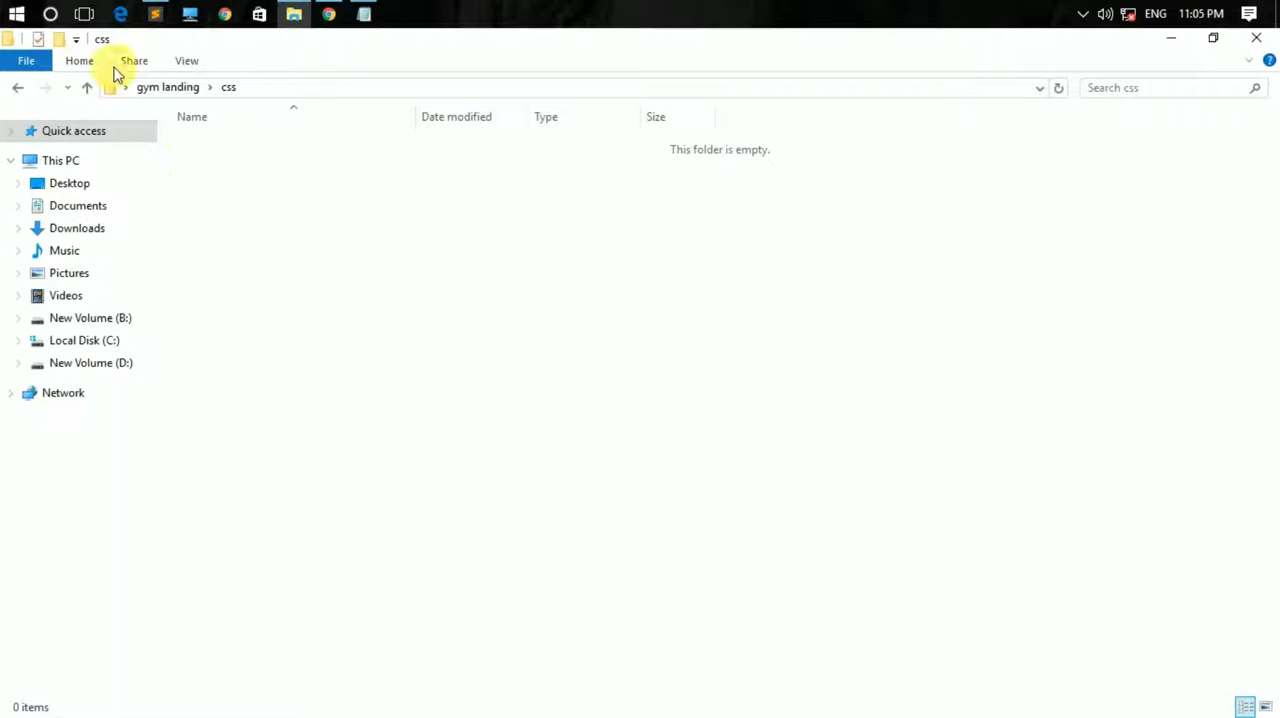 ENG 11:05 PM
css
File Home Share View
gym landing css Search css
Name Date modified Type Size
Quick access
This folder is empty.
This PC
Desktop
Documents
Downloads
Music
Pictures
Videos
New Volume (B:)
Local Disk (C:)
New Volume (D:)
Network
0 items